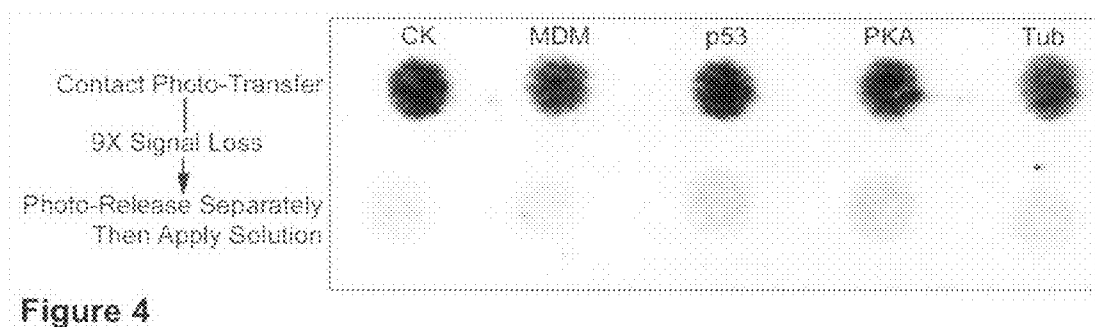 CK MDM p53 PKA Tub
Contact Photo-Transfer
9X Signal Loss
Photo-Release Separately
Then Apply Solution
Figure 4